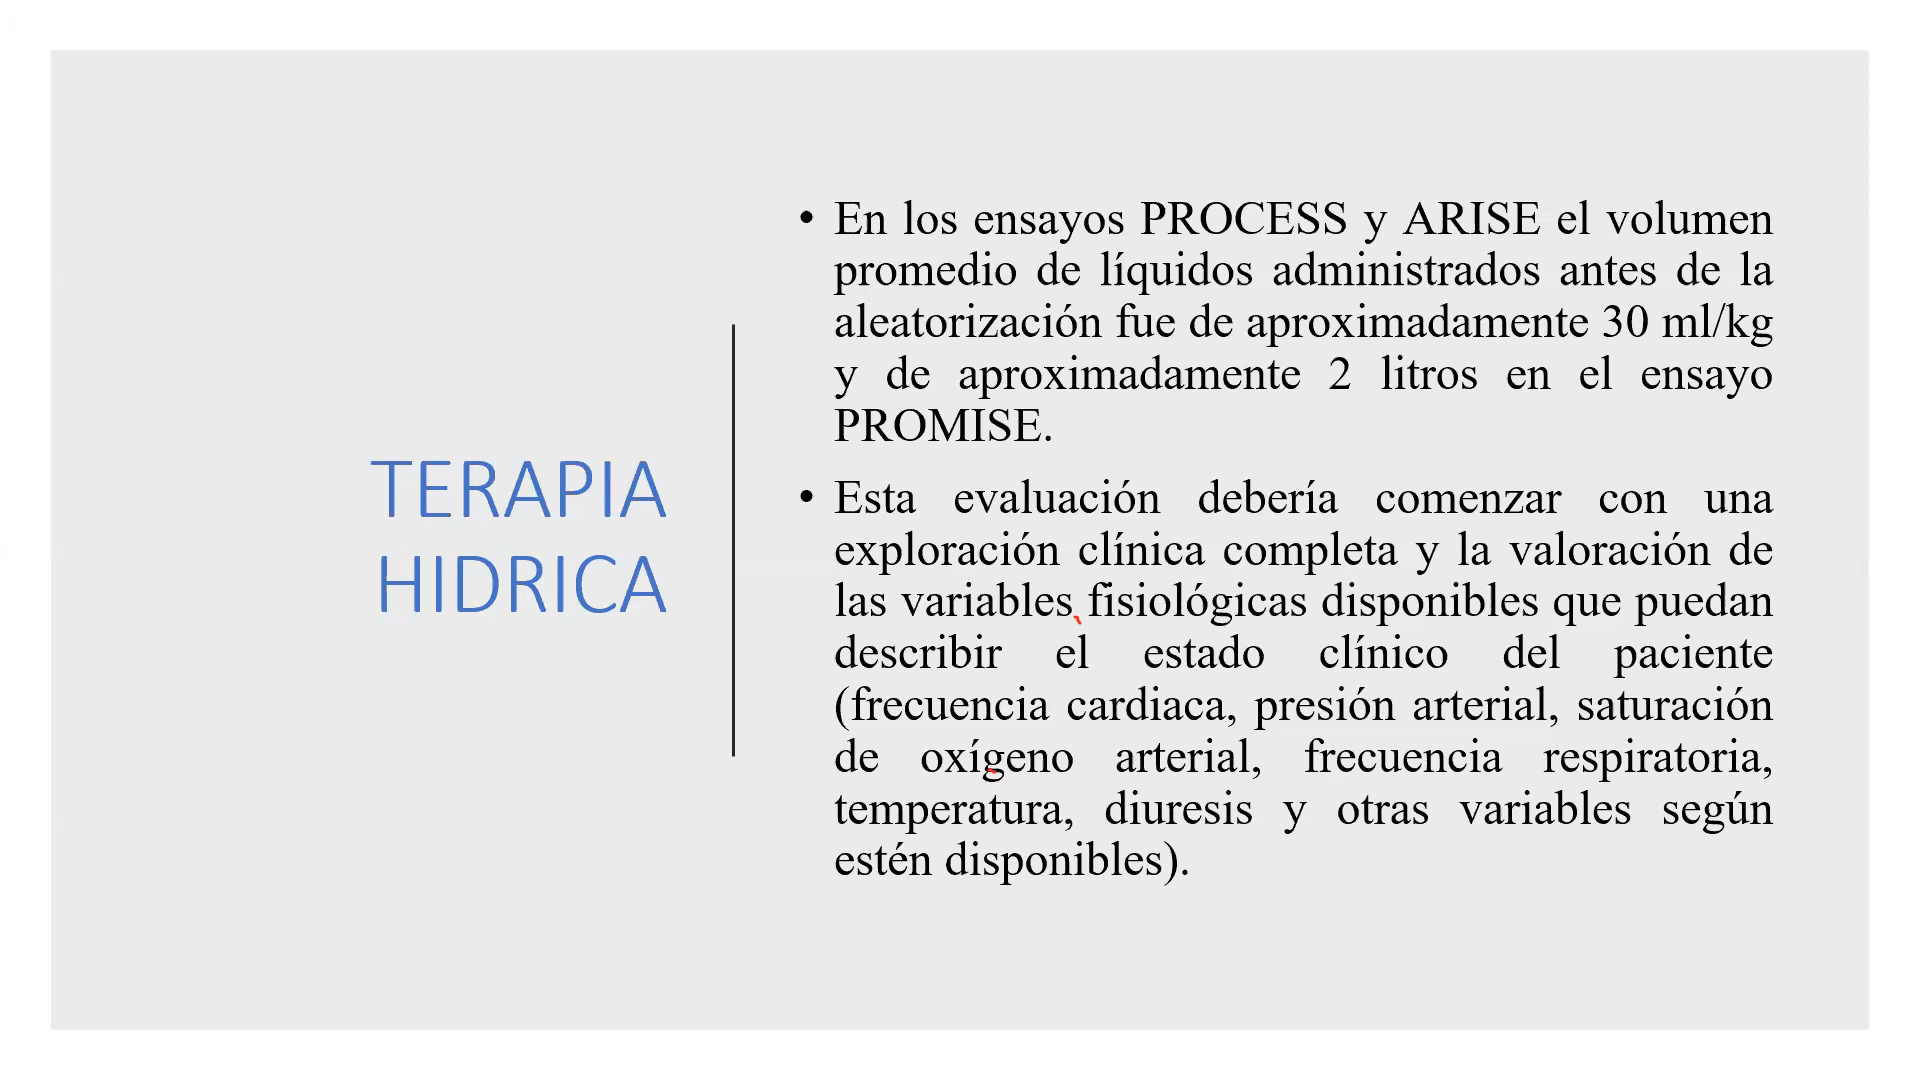 TERAPIA
HIDRICA
• En los ensayos PROCESS y ARISE el volumen
promedio de líquidos administrados antes de la
aleatorización fue de aproximadamente 30 ml/kg
y de aproximadamente 2 litros en el ensayo
PROMISE.
• Esta evaluación debería comenzar con una
exploración clínica completa y la valoración de
las variables fisiológicas disponibles que puedan
describir el estado clínico del paciente
(frecuencia cardiaca, presión arterial, saturación
de oxígeno arterial, frecuencia respiratoria,
temperatura, diuresis y otras variables según
estén disponibles).